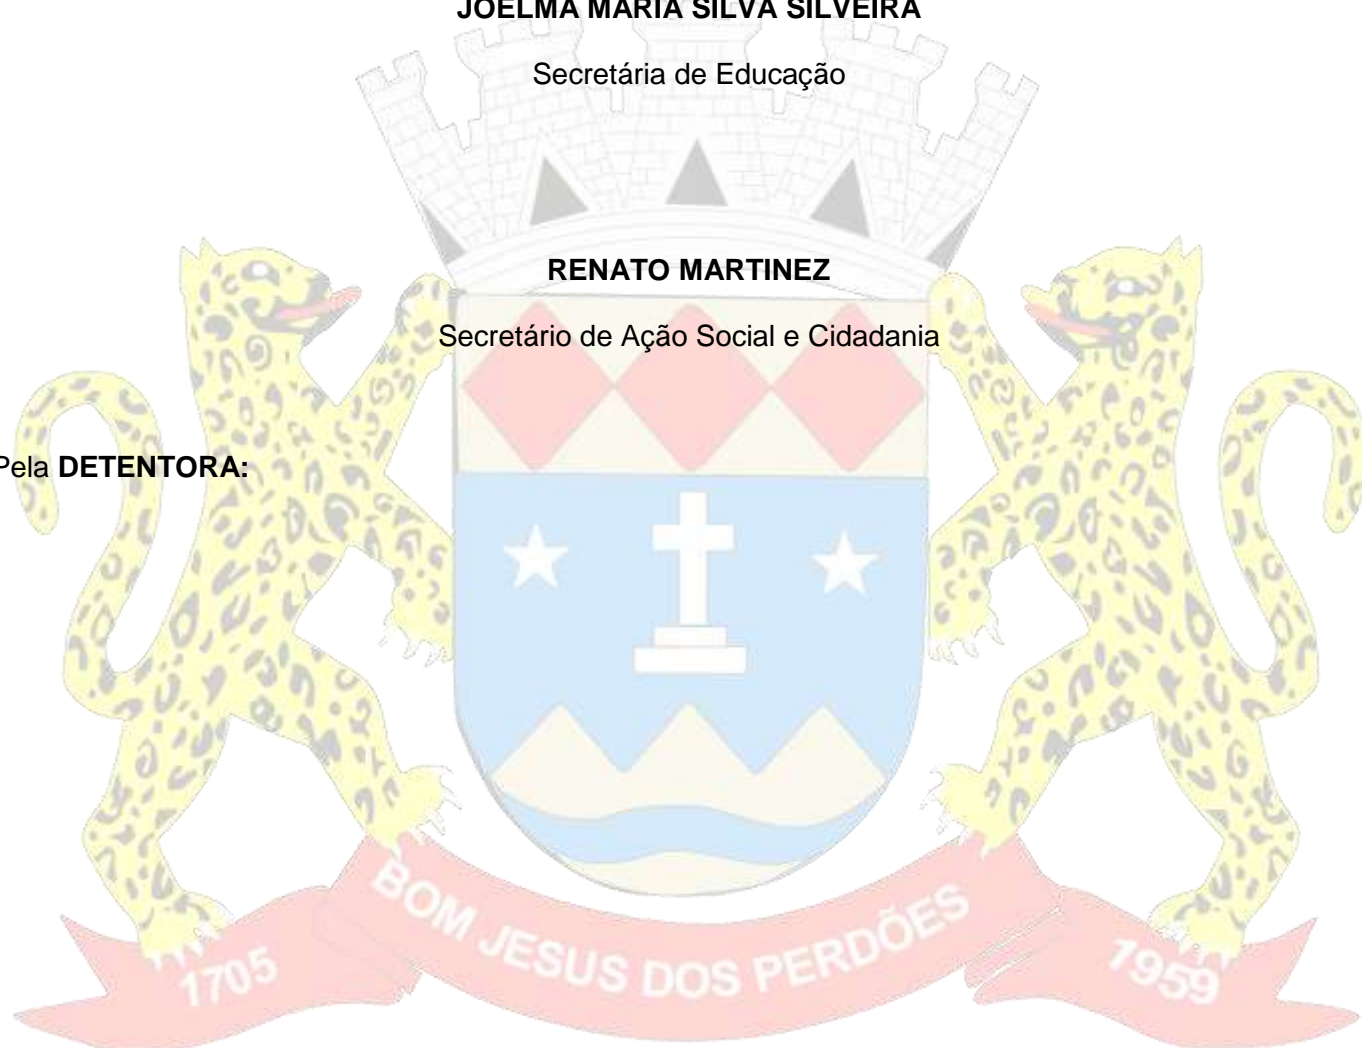 JOELMA MARIA SILVA SILVEIRA
Secretária de Educação
RENATO MARTINEZ
Secretário de Ação Social e Cidadania
Pela DETENTORA:
BOM JESUS DOS PERDÕES
1705
1959